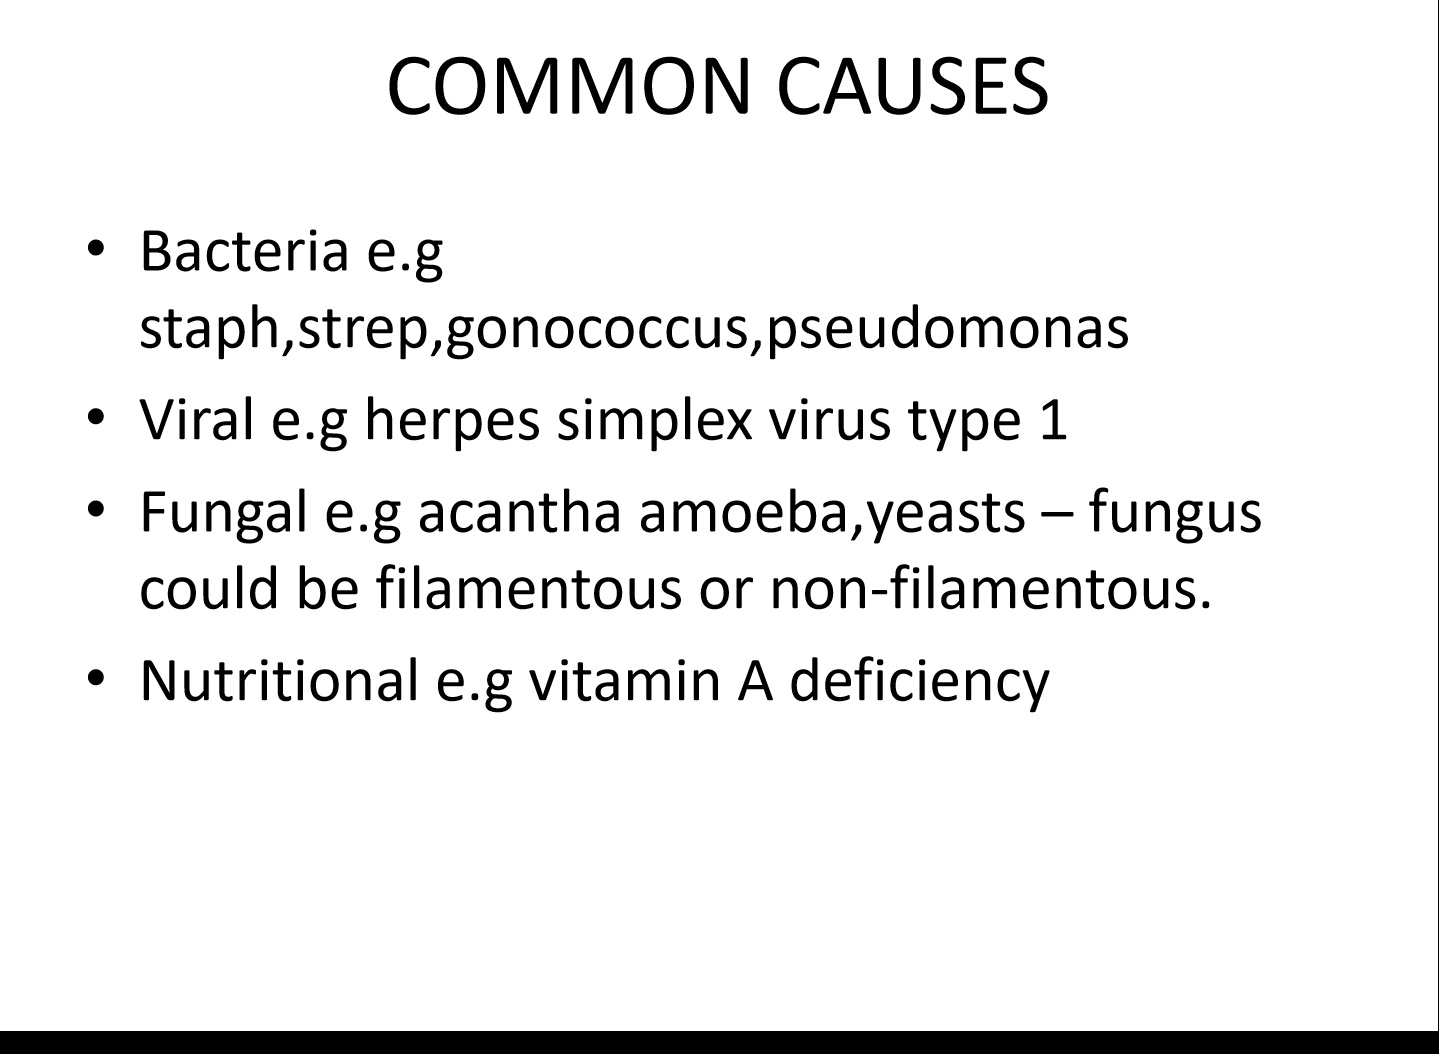 COMMON CAUSES
• Bacteria e.g
staph,strep,gonococcus,pseudomonas
• Viral e.g herpes simplex virus type 1
• Fungal e.g acantha amoeba,yeasts – fungus
could be filamentous or non-filamentous.
• Nutritional e.g vitamin A deficiency